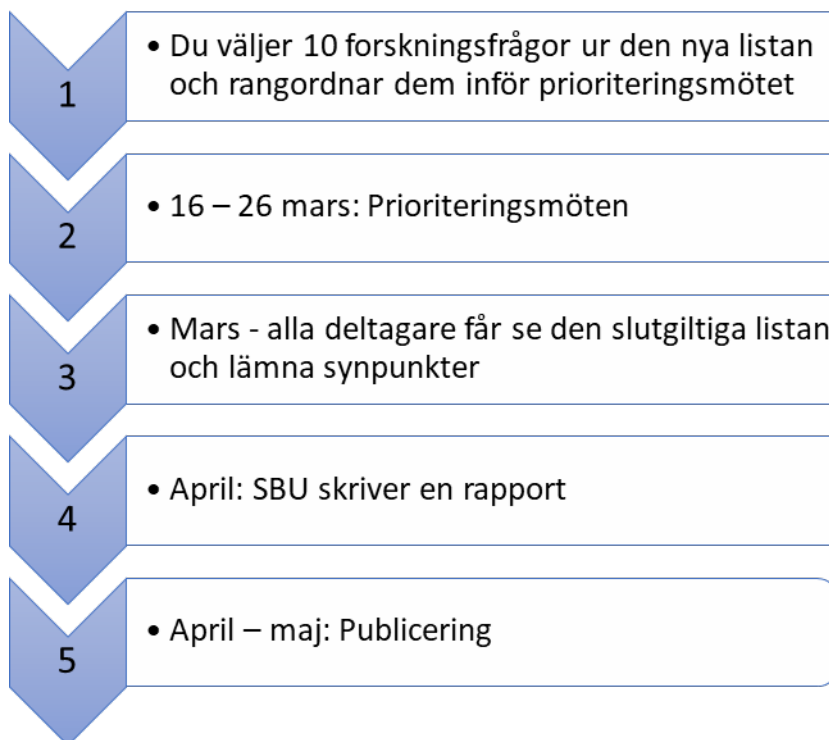 1
• Du väljer 10 forskningsfrågor ur den nya listan
och rangordnar dem inför prioriteringsmötet
2
• 16 – 26 mars: Prioriteringsmöten
3
• Mars - alla deltagare får se den slutgiltiga listan
och lämna synpunkter
4
• April: SBU skriver en rapport
5
• April – maj: Publicering